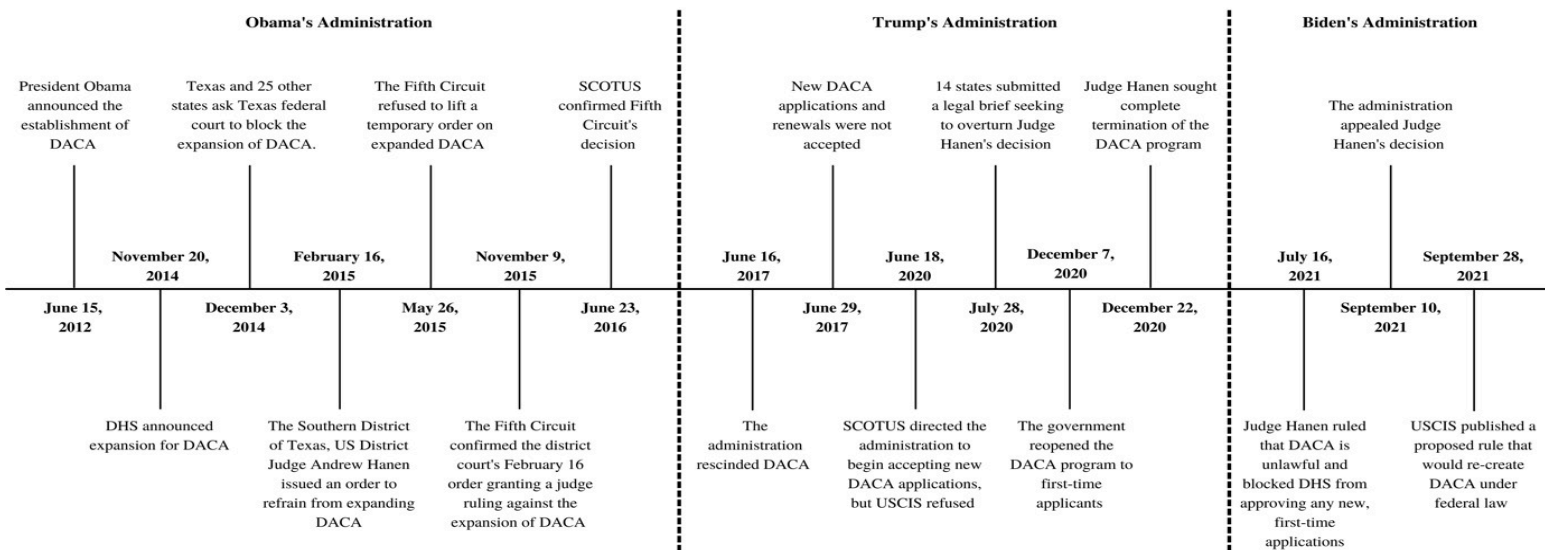 Obama's Administration
Trump's Administration
Biden's Administration
President Obama
announced the
establishment of
DACA
Texas and 25 other
states ask Texas federal
court to block the
expansion of DACA.
The Fifth Circuit
refused to lift a
temporary order on
expanded DACA
SCOTUS
confirmed Fifth
Circuit's
decision
New DACA
applications and
renewals were not
accepted
14 states submitted
a legal brief seeking
to overturn Judge
Hanen's decision
Judge Hanen sought
complete
termination of the
DACA program
The administration
appealed Judge
Hanen's decision
November 20,
2014
February 16,
2015
November 9,
2015
June 16,
2017
June 18,
2020
December 7,
2020
July 16,
2021
September 28,
2021
June 15,
2012
December 3,
2014
May 26,
2015
June 23,
2016
June 29,
2017
July 28,
2020
December 22,
2020
September 10,
2021
DHS announced
expansion for DACA
The Southern District
of Texas, US District
Judge Andrew Hanen
issued an order to
refrain from expanding
DACA
The Fifth Circuit
confirmed the district
court's February 16
order granting a judge
ruling against the
expansion of DACA
The
administration
rescinded DACA
SCOTUS directed the
administration to
begin accepting new
DACA applications,
but USCIS refused
The government
reopened the
DACA program to
first-time
applicants
Judge Hanen ruled
that DACA is
unlawful and
blocked DHS from
approving any new,
first-time
applications
USCIS published a
proposed rule that
would re-create
DACA under
federal law